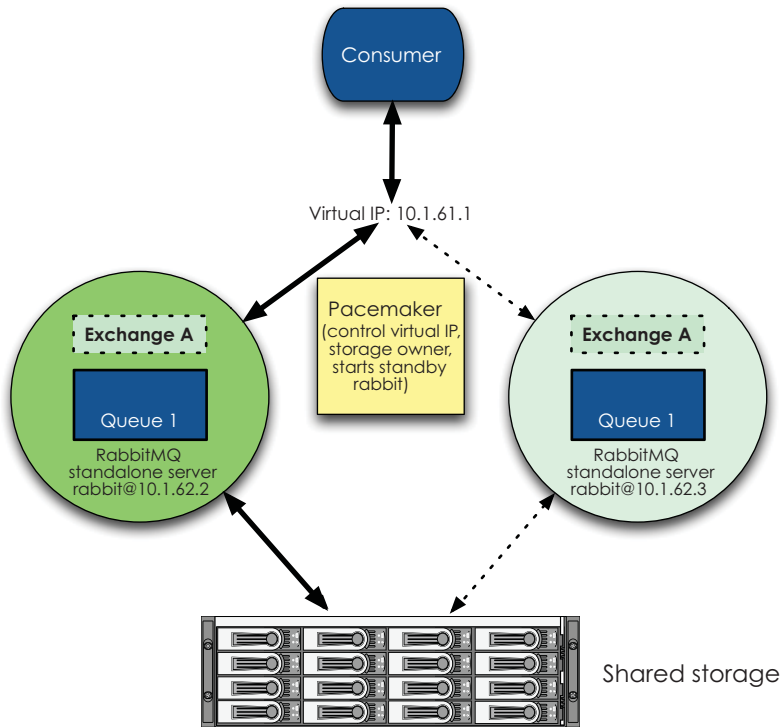 Consumer
Virtual IP: 10.1.61.1
Pacemaker
(control virtual IP,
storage owner,
starts standby
rabbit)
Exchange A
Queue 1
RabbitMQ
standalone server
rabbit@10.1.62.2
Exchange A
Queue 1
RabbitMQ
standalone server
rabbit@10.1.62.3
Shared storage